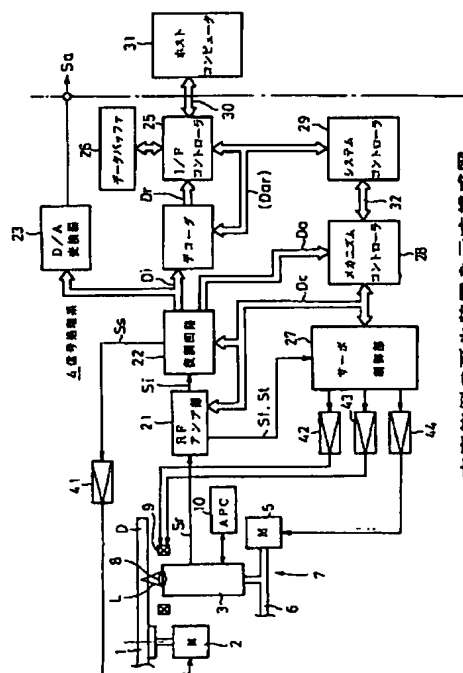 31
ホスト
コンピュータ
Sa
30
26
データバッファ
25
I/F
コントローラ
29
システム
コントローラ
23
D/A
変換器
Dr
(Dar)
32
デコーダ
Di
Da
メカニズム
コントローラ
28
4信号処理系
Ss
22
復調回路
Dc
27
サーボ
制御部
Si
21
RF
アンプ部
Sf.St
41
42
43
44
Sr
10
APC
9
D
8
L
5
M
3
7
6
1
M
2